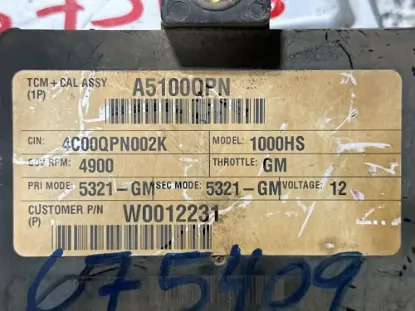 TCM + CAL ASSY (1P) A5100QPN
CIN: 4C00QPN002K MODEL: 1000HS
GOV RPM: 4900 THROTTLE: GM
PRI MODE: 5321-GM SEC MODE: 5321-GM VOLTAGE: 12
CUSTOMER P/N (P) W0012231
675409